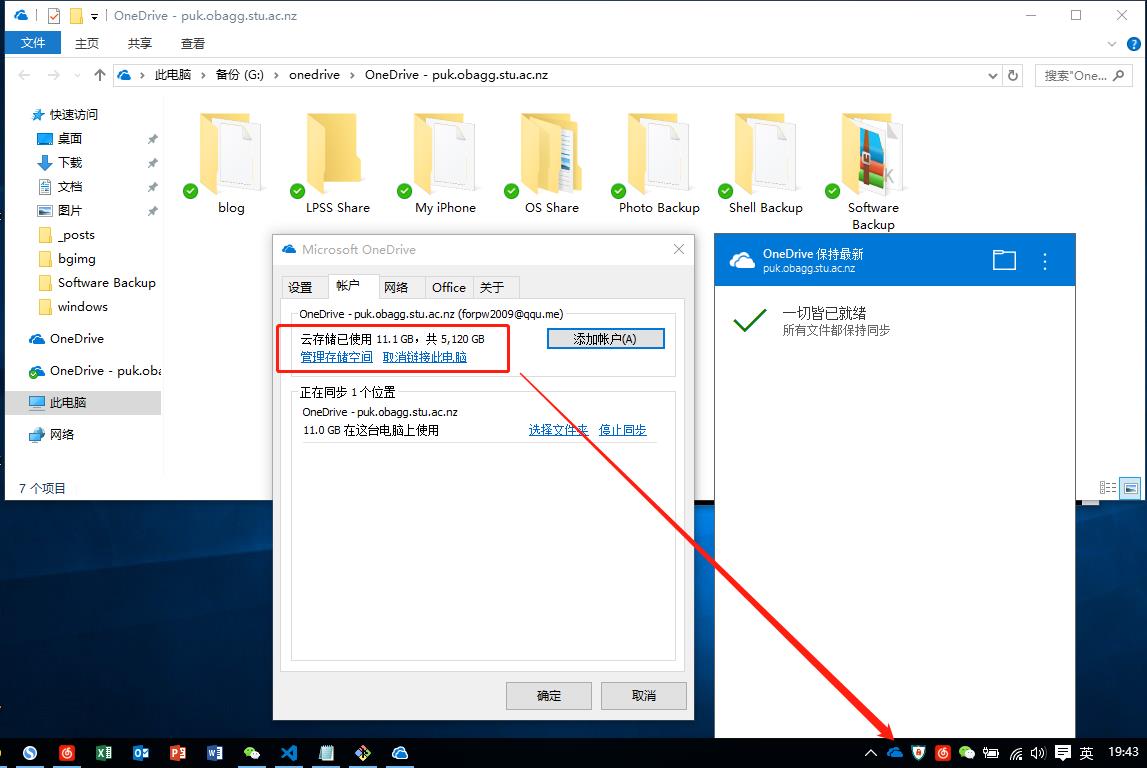 OneDrive - puk.obagg.stu.ac.nz
文件 主页 共享 查看
此电脑 备份 (G:) onedrive OneDrive - puk.obagg.stu.ac.nz
搜索"One...
快速访问
桌面
下载
文档
图片
_posts
bgimg
Software Backup
windows
OneDrive
OneDrive - puk.oba
此电脑
网络
7 个项目
blog
LPSS Share
My iPhone
OS Share
Photo Backup
Shell Backup
Software
Backup
Microsoft OneDrive
设置 帐户 网络 Office 关于
OneDrive - puk.obagg.stu.ac.nz (forpw2009@qqu.me)
云存储已使用 11.1 GB，共 5,120 GB
添加帐户(A)
管理存储空间 取消链接此电脑
正在同步 1 个位置
OneDrive - puk.obagg.stu.ac.nz
11.0 GB 在这台电脑上使用
选择文件夹 停止同步
确定 取消
OneDrive 保持最新
puk.obagg.stu.ac.nz
一切皆已就绪
所有文件都保持同步
英 19:43